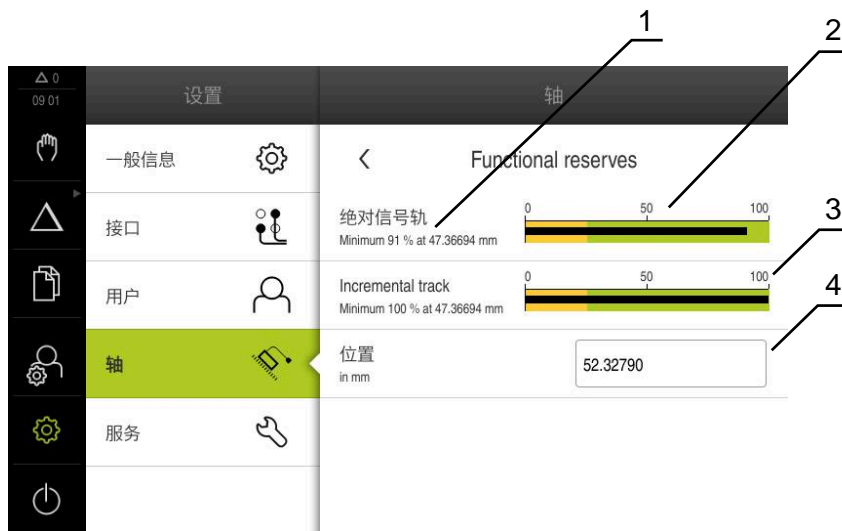 1
2
△ 0
09 01
设置
轴
一般信息
Functional reserves
接口
绝对信号轨
Minimum 91 % at 47.36694 mm
0 50 100
3
用户
Incremental track
Minimum 100 % at 47.36694 mm
0 50 100
4
轴
位置
in mm
52.32790
服务